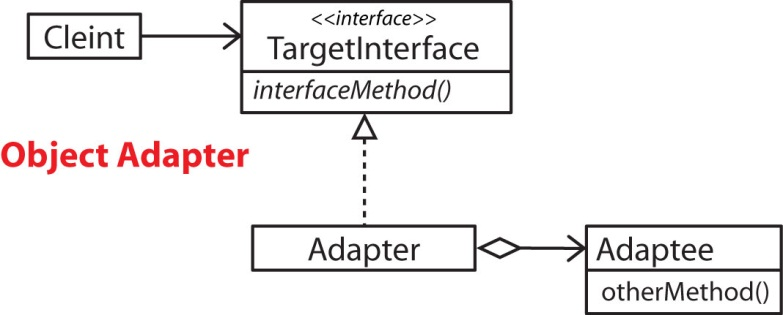 Cleint
<<interface>>
TargetInterface
interfaceMethod()
Object Adapter
Adapter
Adaptee
otherMethod()